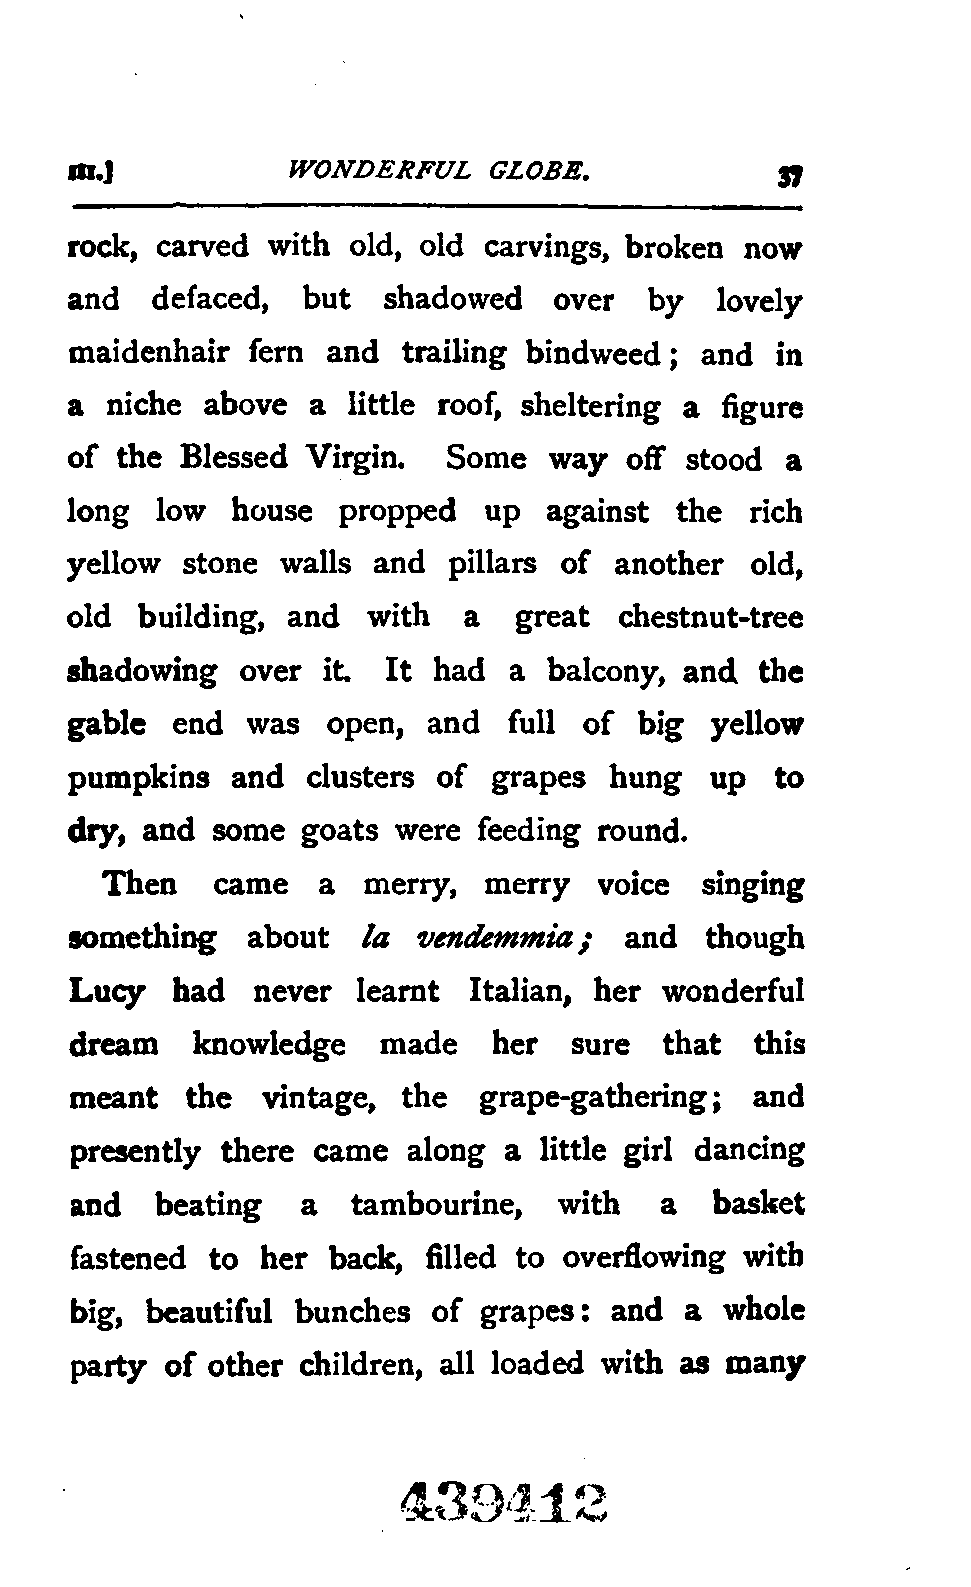 III.] WONDERFUL GLOBE. 37
rock, carved with old, old carvings, broken now
and defaced, but shadowed over by lovely
maidenhair fern and trailing bindweed; and in
a niche above a little roof, sheltering a figure
of the Blessed Virgin. Some way off stood a
long low house propped up against the rich
yellow stone walls and pillars of another old,
old building, and with a great chestnut-tree
shadowing over it. It had a balcony, and the
gable end was open, and full of big yellow
pumpkins and clusters of grapes hung up to
dry, and some goats were feeding round.
Then came a merry, merry voice singing
something about la vendemmia; and though
Lucy had never learnt Italian, her wonderful
dream knowledge made her sure that this
meant the vintage, the grape-gathering; and
presently there came along a little girl dancing
and beating a tambourine, with a basket
fastened to her back, filled to overflowing with
big, beautiful bunches of grapes: and a whole
party of other children, all loaded with as many
439412